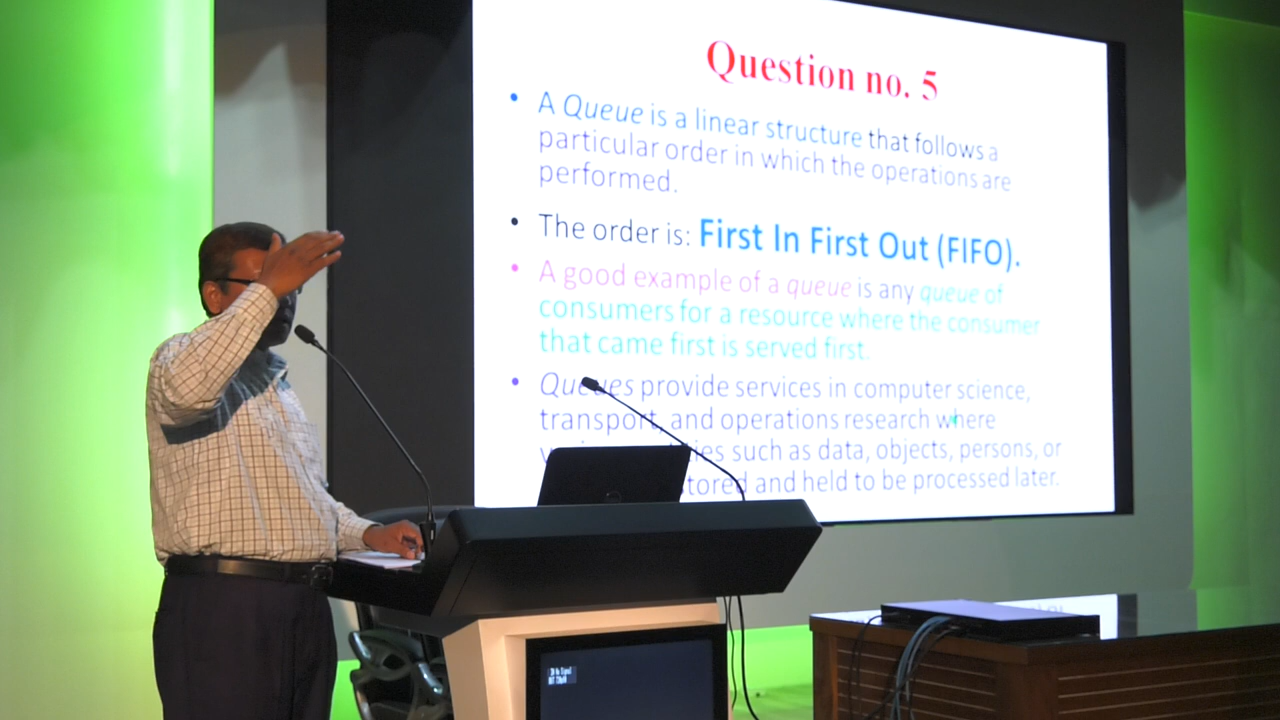 Question no. 5
A Queue is a linear structure that follows a
particular order in which the operations are
performed.
The order is: First In First Out (FIFO).
A good example of a queue is any queue of
consumers for a resource where the consumer
that came first is served first.
Queues provide services in computer science,
transport, and operations research where
such as data, objects, persons, or
and held to be processed later.